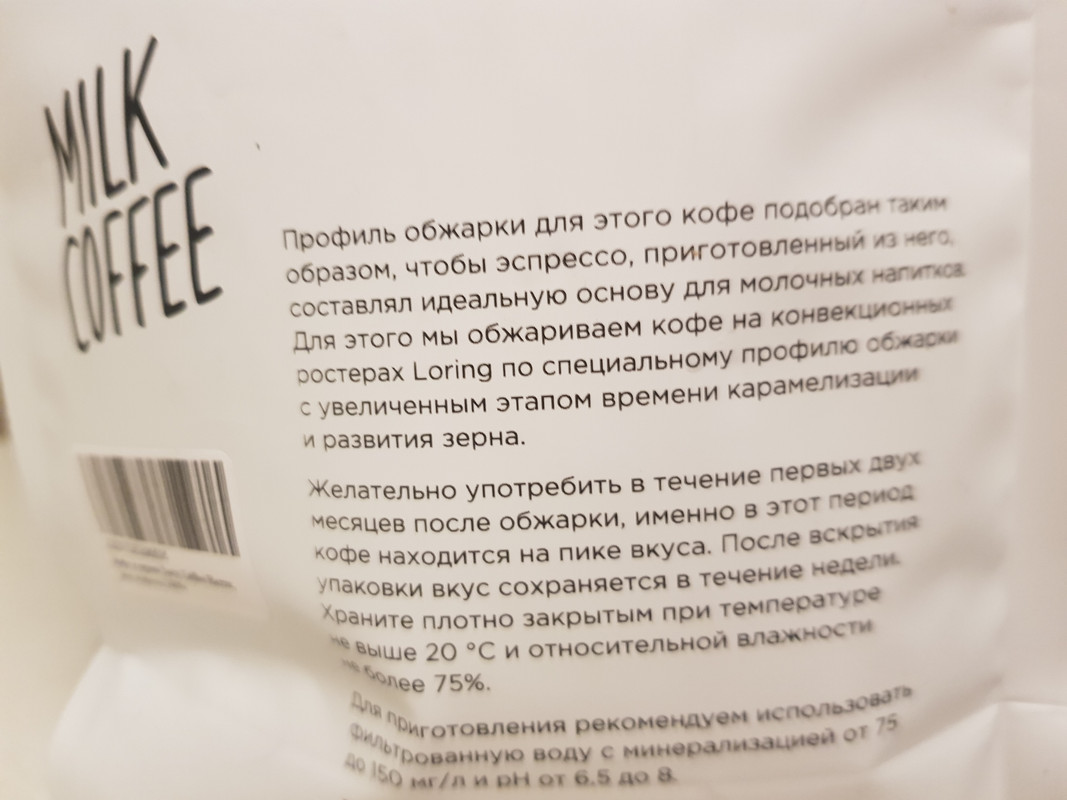 MILK
COFFEE
Профиль обжарки для этого кофе подобран таким
образом, чтобы эспрессо, приготовленный из него,
составлял идеальную основу для молочных напитков.
Для этого мы обжариваем кофе на конвекционных
ростерах Loring по специальному профилю обжарки
с увеличенным этапом времени карамелизации
и развития зерна.
Желательно употребить в течение первых двух
месяцев после обжарки, именно в этот период
кофе находится на пике вкуса. После вскрытия
упаковки вкус сохраняется в течение недели.
Храните плотно закрытым при температуре
не выше 20 °C и относительной влажности
не более 75%.
Для приготовления рекомендуем использовать
фильтрованную воду с минерализацией от 75
до 150 мг/л и pH от 6.5 до 8.